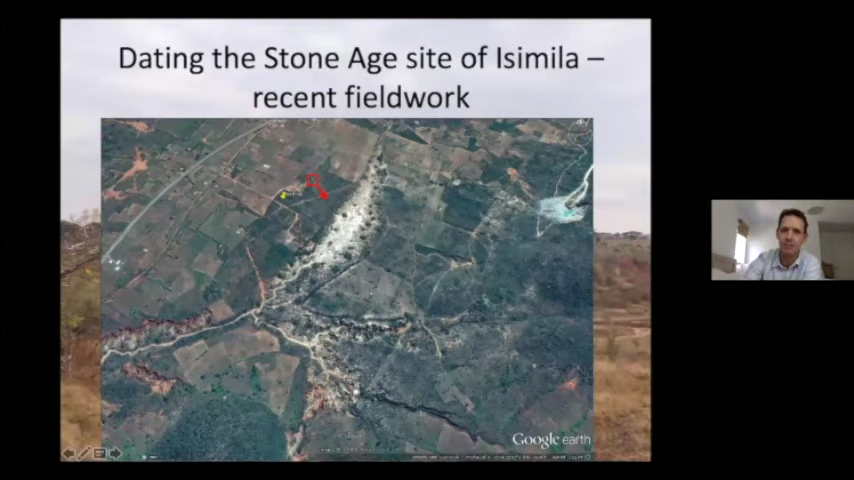 Dating the Stone Age site of Isimila –
recent fieldwork
Google earth